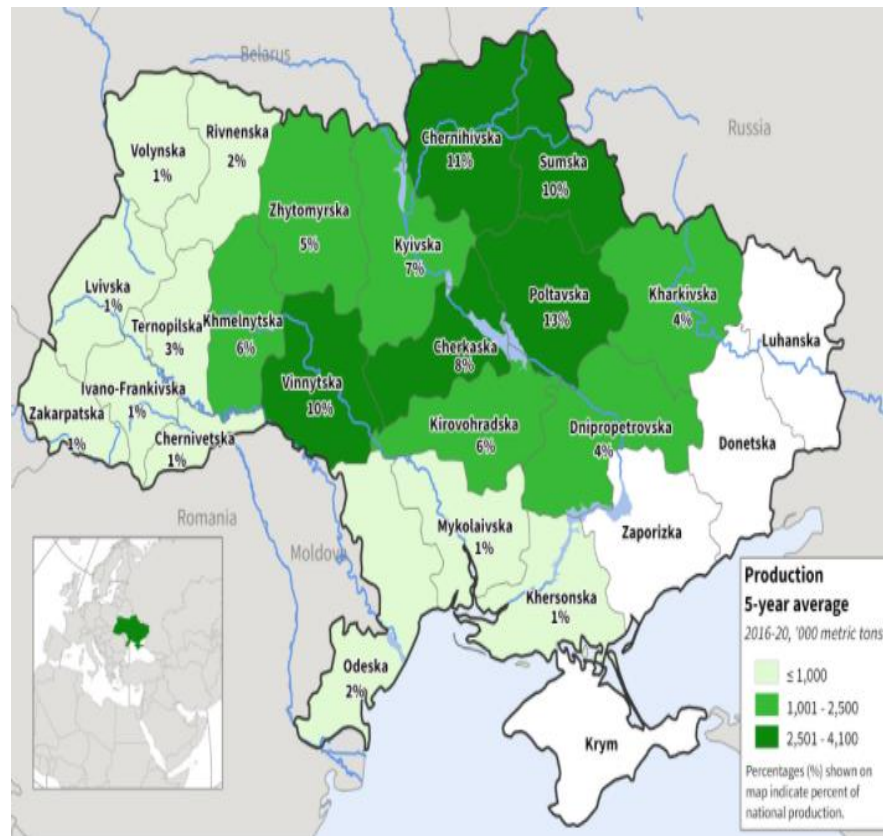 Belarus
Russia
Chernihivska
11%
Rivnenska
2%
Volynska
1%
Sumska
10%
Zhytomyrska
5%
Kyivska
7%
Lvivska
1%
Poltavska
13%
Kharkivska
4%
Ternopilska
3%
Khmelnytska
6%
Luhanska
Cherkaska
8%
Vinnytska
10%
Ivano-Frankivska
1%
Zakarpatska
1%
Chernivetska
1%
Kirovohradska
6%
Dnipropetrovska
4%
Donetska
Romania
Moldova
Mykolaivska
1%
Zaporizka
Khersonska
1%
Odeska
2%
Krym
Production
5-year average
2016-20, '000 metric tons
≤ 1,000
1,001 - 2,500
2,501 - 4,100
Percentages (%) shown on
map indicate percent of
national production.